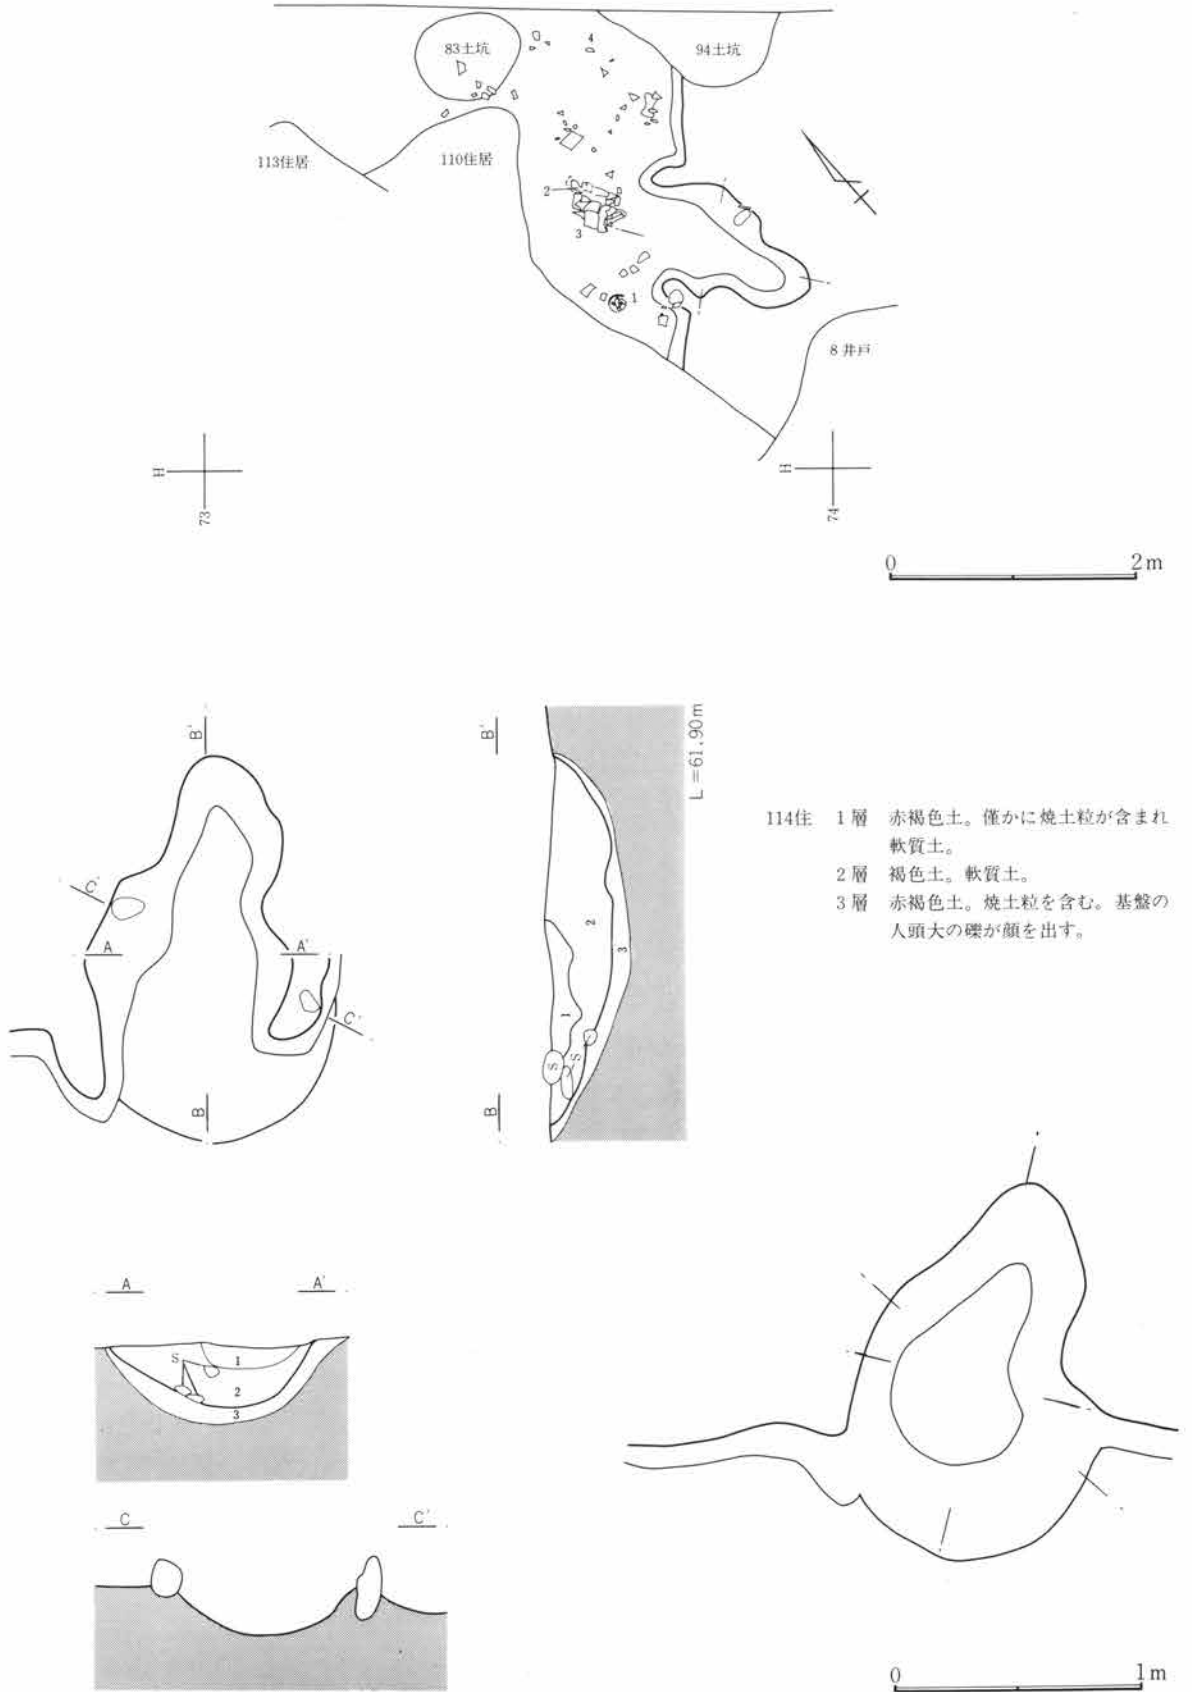 83土坑
4
94土坑
113住居
110住居
2
3
1
8井戸
H
73
H
74
0 2m
B'
C'
A A'
C'
B
B'
L=61.90m
2
3
1
S
S
B
114住 1層 赤褐色土。僅かに焼土粒が含まれ
軟質土。
2層 褐色土。軟質土。
3層 赤褐色土。焼土粒を含む。基盤の
人頭大の礫が顔を出す。
A A'
S
1
2
3
C C'
0 1m